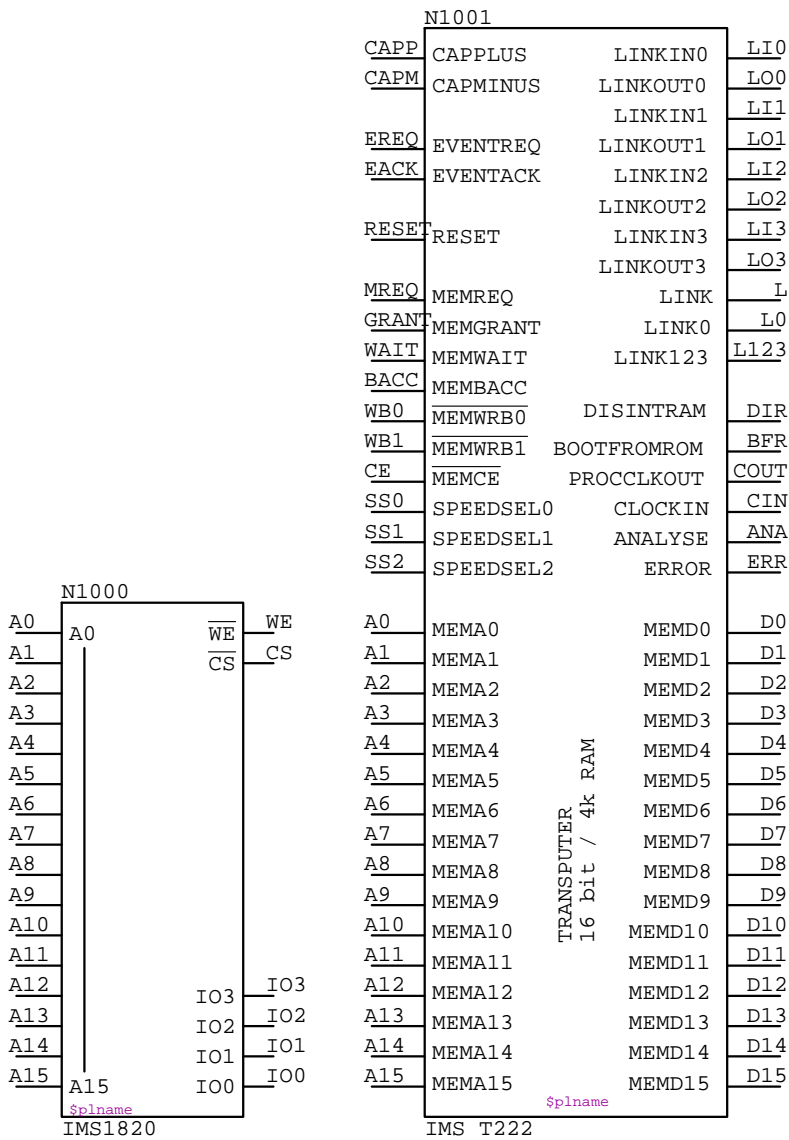 N1001
CAPP CAPPLUS LINKIN0 LI0
CAPM CAPMINUS LINKOUT0 LO0
LINKIN1 LI1
EREQ EVENTREQ LINKOUT1 LO1
EACK EVENTACK LINKIN2 LI2
LINKOUT2 LO2
RESET RESET LINKIN3 LI3
LINKOUT3 LO3
MREQ MEMREQ LINK L
GRANT MEMGRANT LINK0 L0
WAIT MEMWAIT LINK123 L123
BACC MEMBACC
WB0 MEMWRB0 DISINTRAM DIR
WB1 MEMWRB1 BOOTFROMROM BFR
CE MEMCE PROCCLKOUT COUT
SS0 SPEEDSEL0 CLOCKIN CIN
SS1 SPEEDSEL1 ANALYSE ANA
SS2 SPEEDSEL2 ERROR ERR
A0 MEMA0 MEMD0 D0
A1 MEMA1 MEMD1 D1
A2 MEMA2 MEMD2 D2
A3 MEMA3 MEMD3 D3
A4 MEMA4 MEMD4 D4
A5 MEMA5 MEMD5 D5
A6 MEMA6 MEMD6 D6
A7 MEMA7 MEMD7 D7
A8 MEMA8 MEMD8 D8
A9 MEMA9 MEMD9 D9
A10 MEMA10 MEMD10 D10
A11 MEMA11 MEMD11 D11
A12 MEMA12 MEMD12 D12
A13 MEMA13 MEMD13 D13
A14 MEMA14 MEMD14 D14
A15 MEMA15 MEMD15 D15
TRANSPUTER
16 bit / 4k RAM
$plname
IMS T222
N1000
A0 A0 WE WE
A1 CS CS
A2
A3
A4
A5
A6
A7
A8
A9
A10
A11
A12 IO3 IO3
A13 IO2 IO2
A14 IO1 IO1
A15 A15 IO0 IO0
$plname
IMS1820